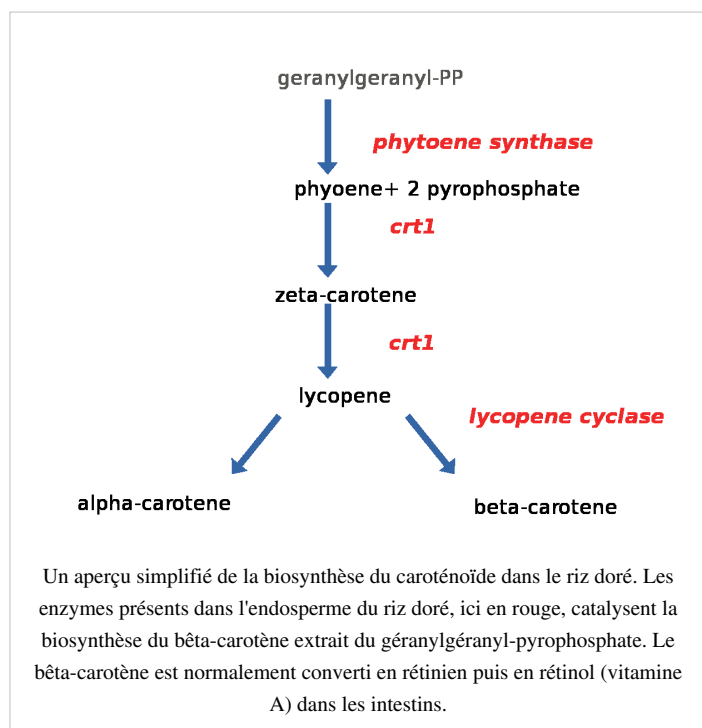 geranylgeranyl-PP
phytoene synthase
phyoene+ 2 pyrophosphate
crt1
zeta-carotene
crt1
lycopene
lycopene cyclase
alpha-carotene
beta-carotene
Un aperçu simplifié de la biosynthèse du caroténoïde dans le riz doré. Les
enzymes présents dans l'endosperme du riz doré, ici en rouge, catalysent la
biosynthèse du bêta-carotène extrait du géranylgéranyl-pyrophosphate. Le
bêta-carotène est normalement converti en rétinien puis en rétinol (vitamine
A) dans les intestins.